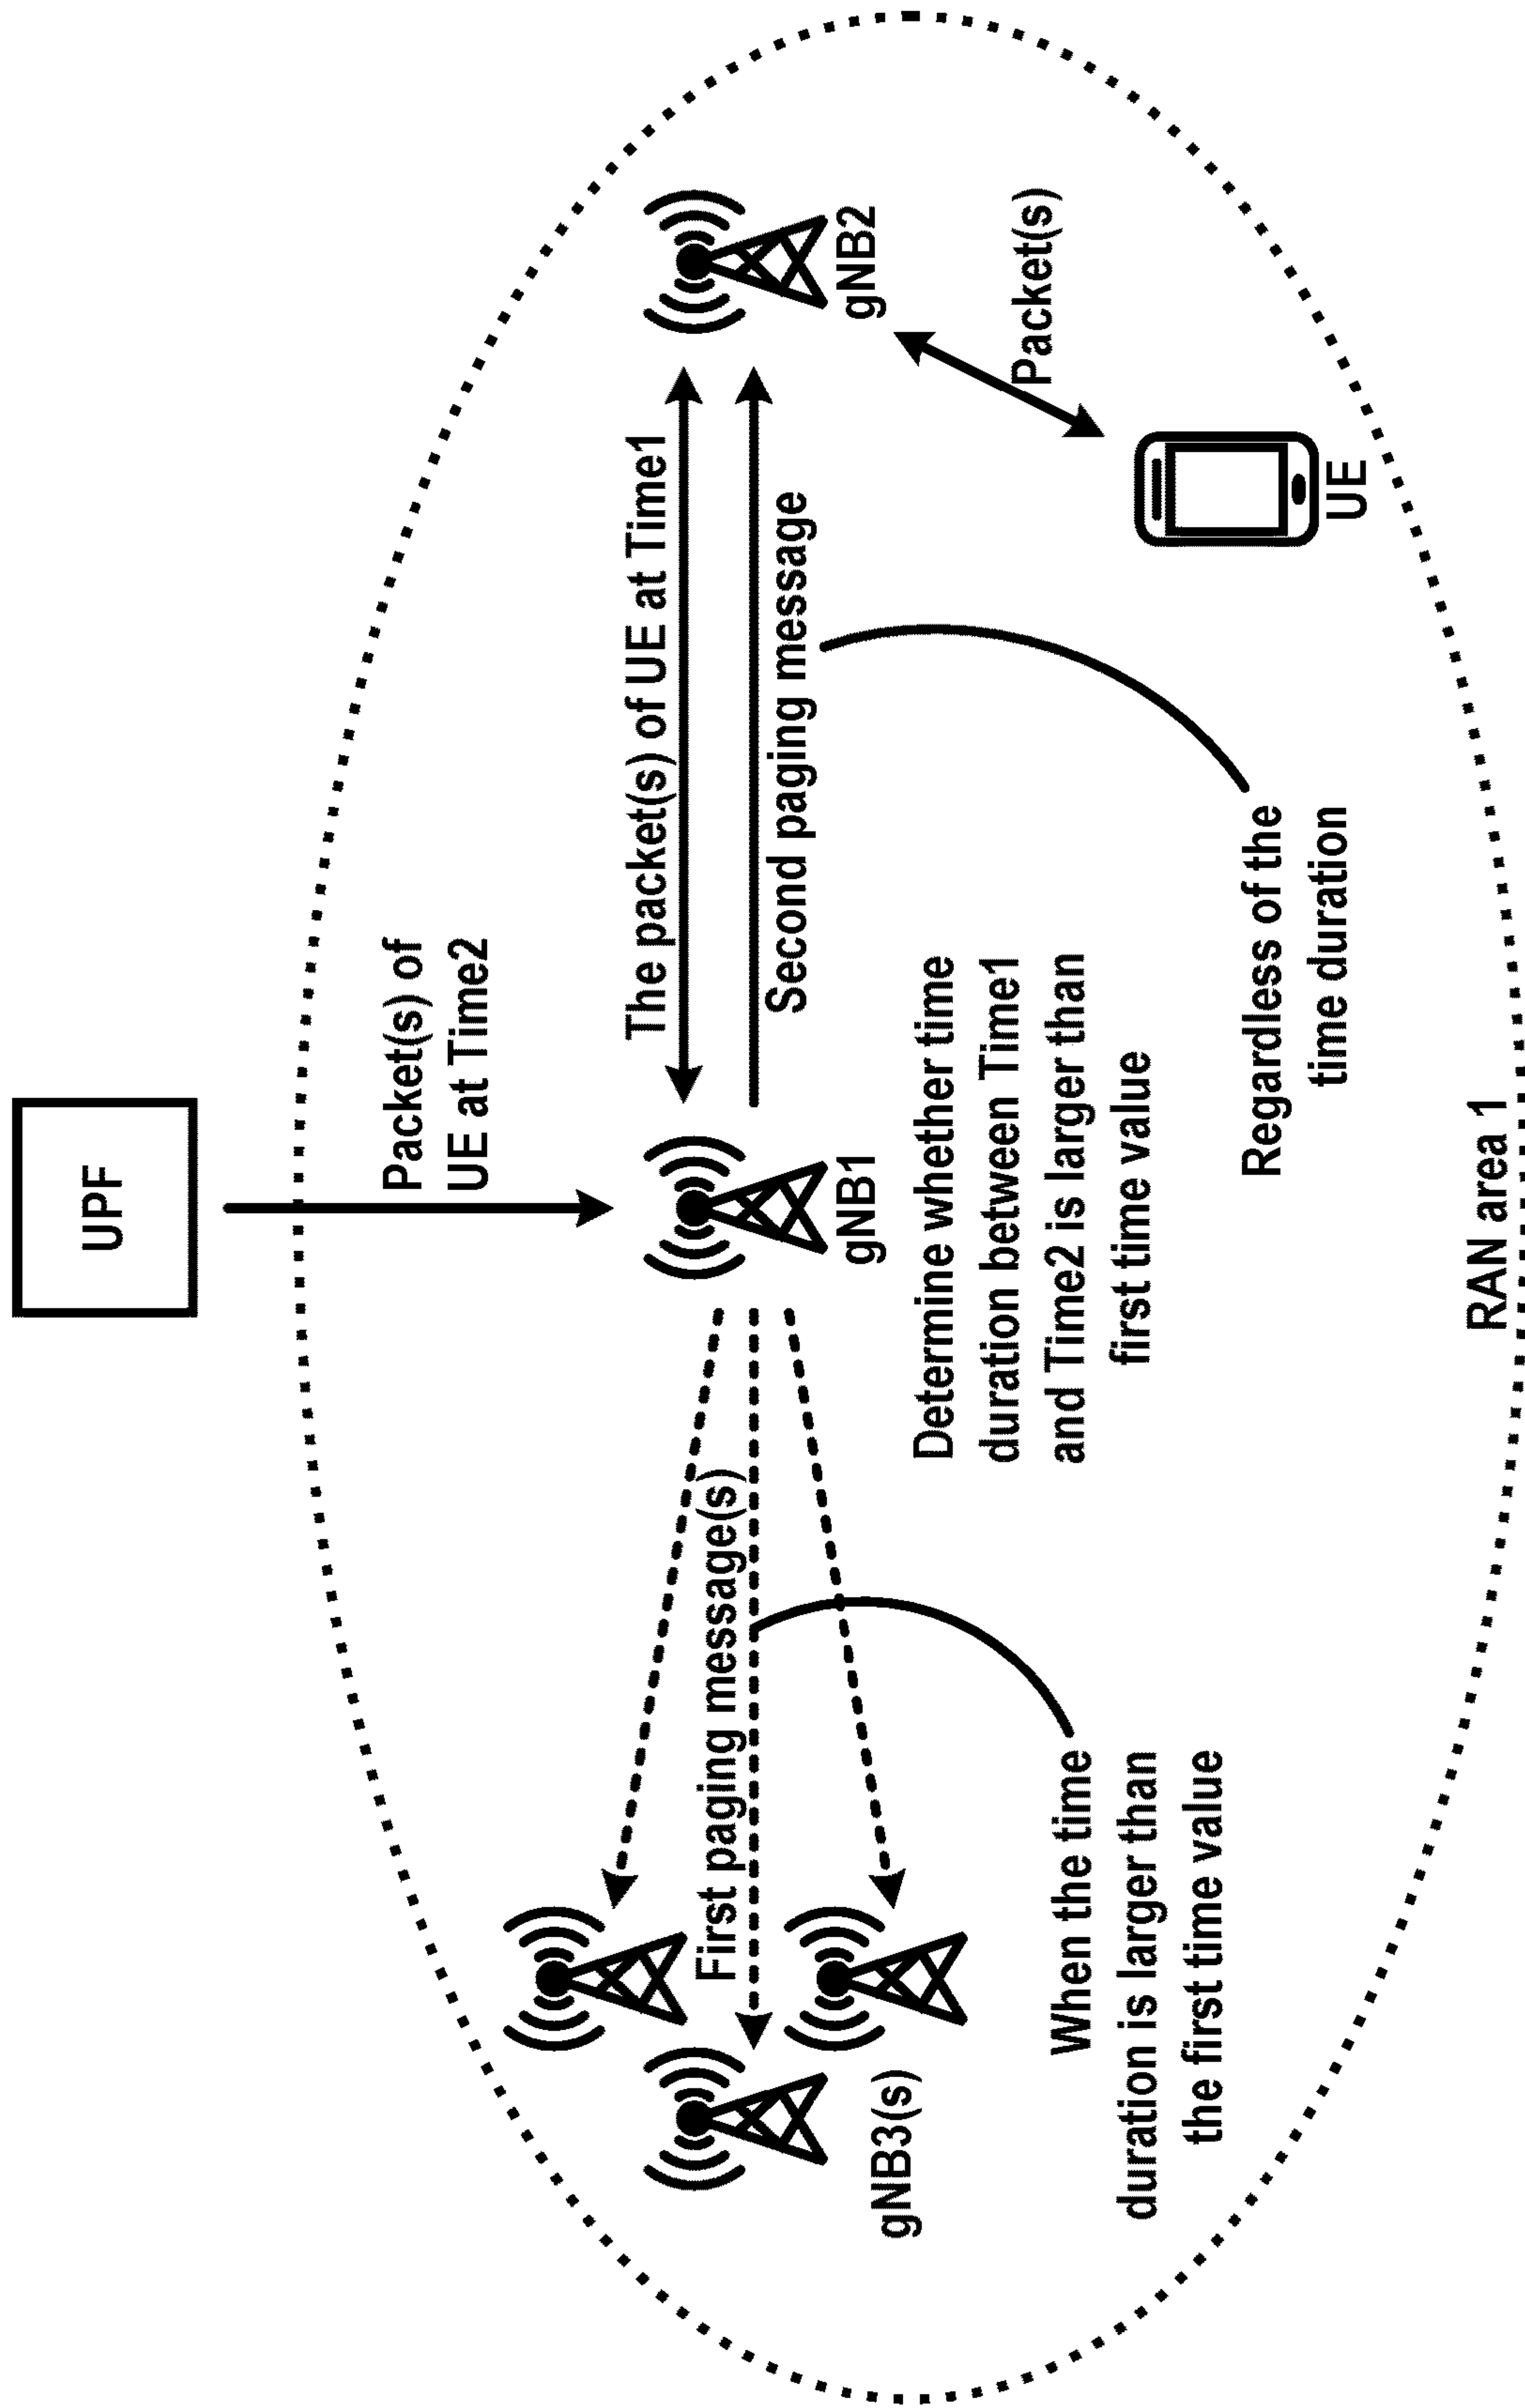 UPF
Packet(s) of
UE at Time2
The packet(s) of UE at Time1
Second paging message
First paging message(s)
gNB1
gNB2
gNB3(s)
Packet(s)
UE
Determine whether time
duration between Time1
and Time2 is larger than
first time value
When the time
duration is larger than
the first time value
Regardless of the
time duration
RAN area 1